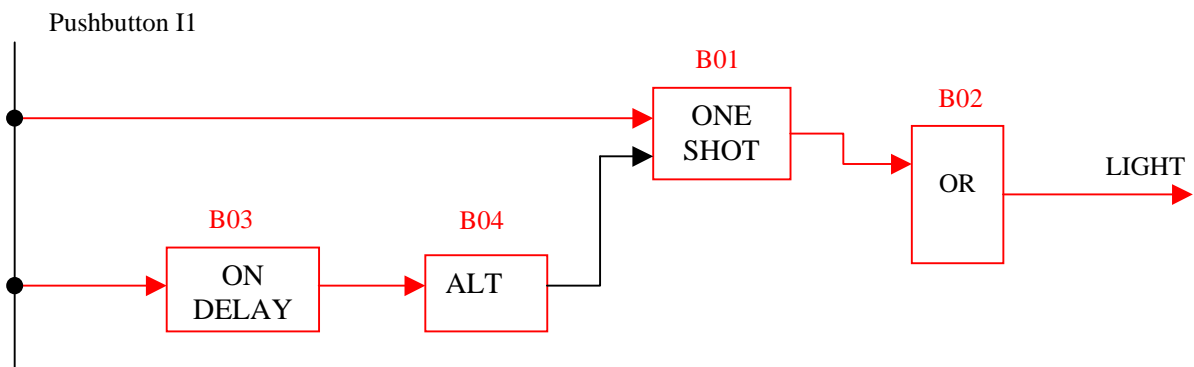 Pushbutton I1
B01
ONE
SHOT
B02
OR
LIGHT
B03
ON
DELAY
B04
ALT